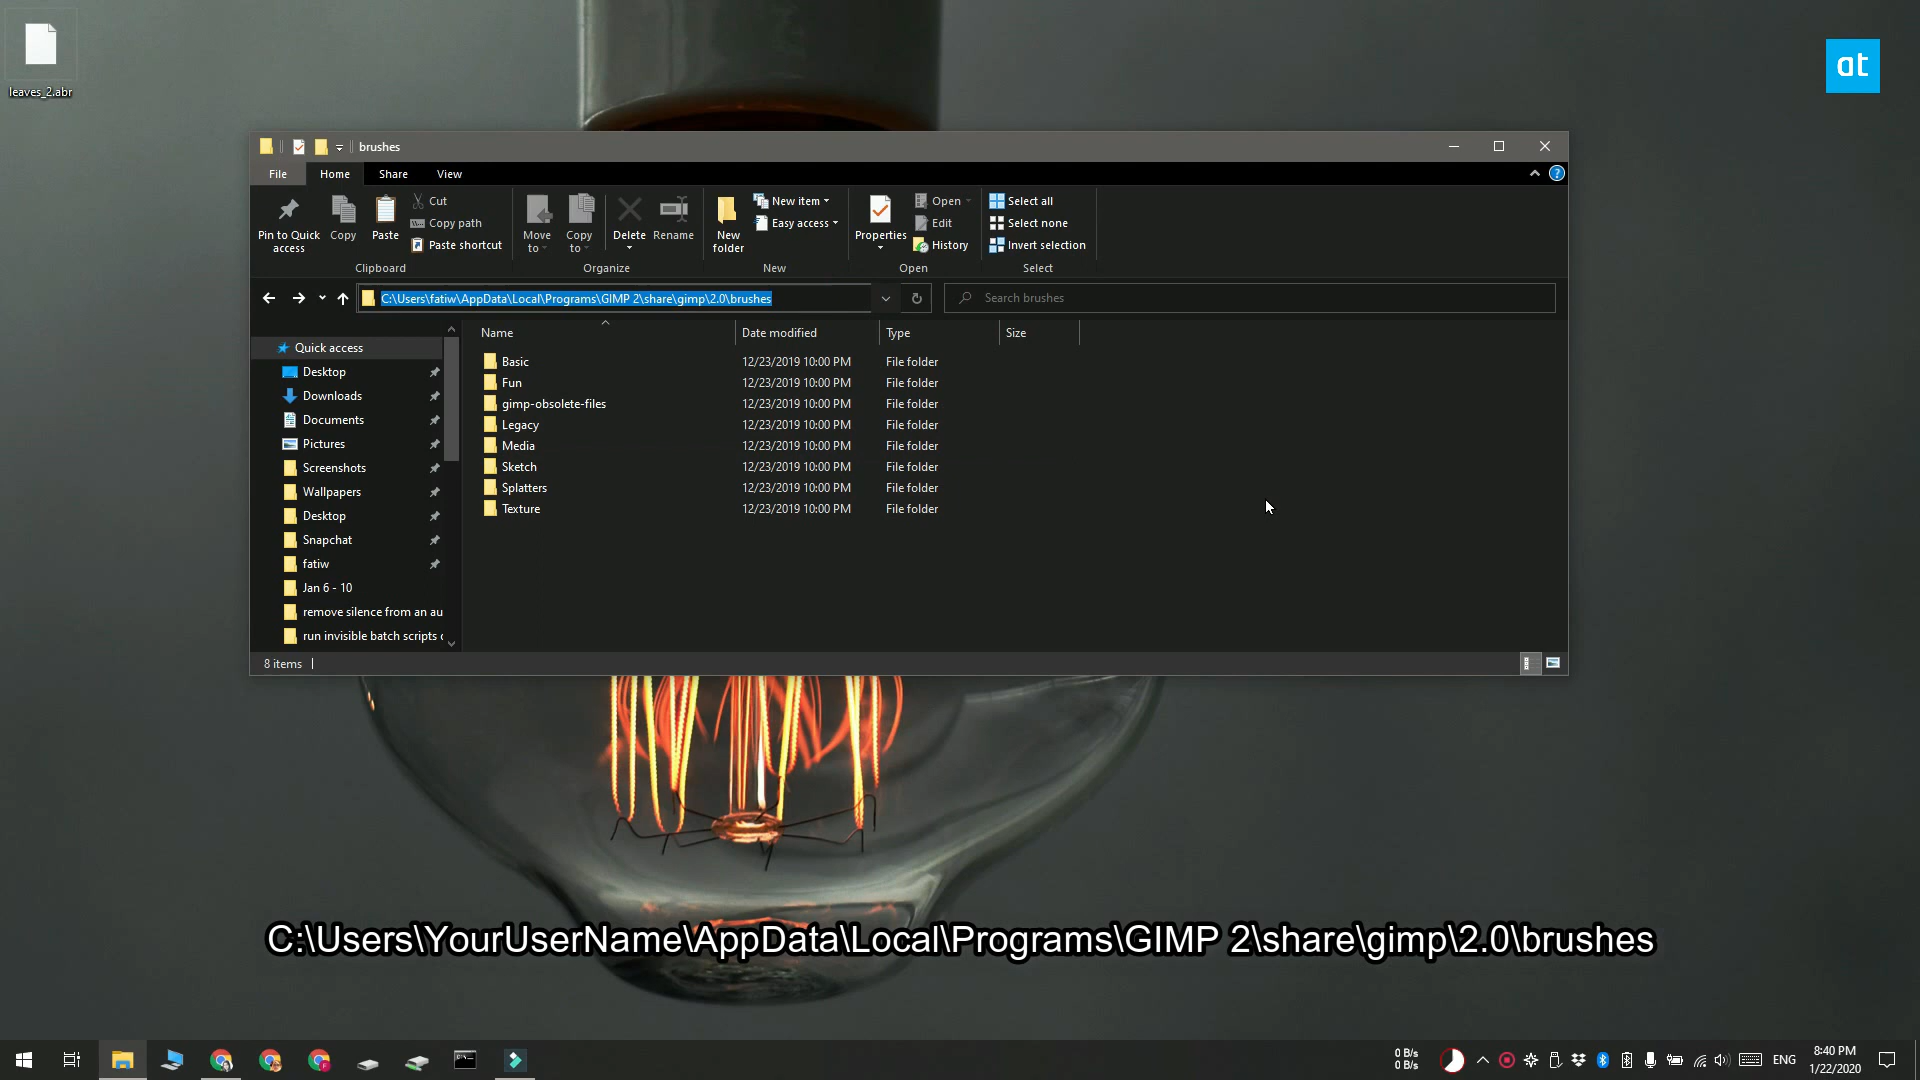 leaves_2.abr
at
brushes
File
Home
Share
View
Pin to Quick access
Copy
Paste
Cut
Copy path
Paste shortcut
Clipboard
Move to
Copy to
Delete
Rename
Organize
New folder
New item
Easy access
New
Properties
Open
Edit
History
Open
Select all
Select none
Invert selection
Select
C:\Users\fatiw\AppData\Local\Programs\GIMP 2\share\gimp\2.0\brushes
Search brushes
Name
Date modified
Type
Size
Quick access
Desktop
Downloads
Documents
Pictures
Screenshots
Wallpapers
Desktop
Snapchat
fatiw
Jan 6 - 10
remove silence from an au
run invisible batch scripts
Basic 12/23/2019 10:00 PM File folder
Fun 12/23/2019 10:00 PM File folder
gimp-obsolete-files 12/23/2019 10:00 PM File folder
Legacy 12/23/2019 10:00 PM File folder
Media 12/23/2019 10:00 PM File folder
Sketch 12/23/2019 10:00 PM File folder
Splatters 12/23/2019 10:00 PM File folder
Texture 12/23/2019 10:00 PM File folder
8 items
C:\Users\YourUserName\AppData\Local\Programs\GIMP 2\share\gimp\2.0\brushes
0 B/s
0 B/s
ENG
8:40 PM
1/22/2020